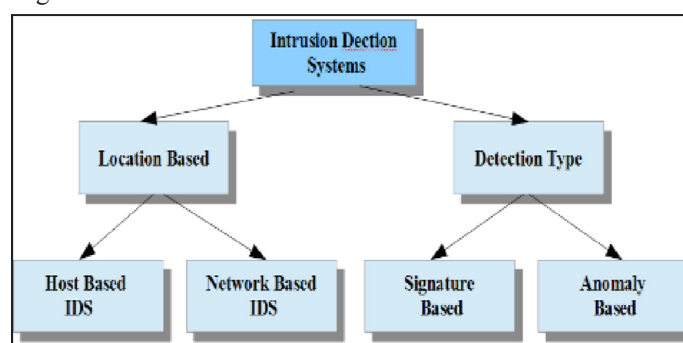 Intrusion Dection
Systems
Location Based
Detection Type
Host Based
IDS
Network Based
IDS
Signature
Based
Anomaly
Based